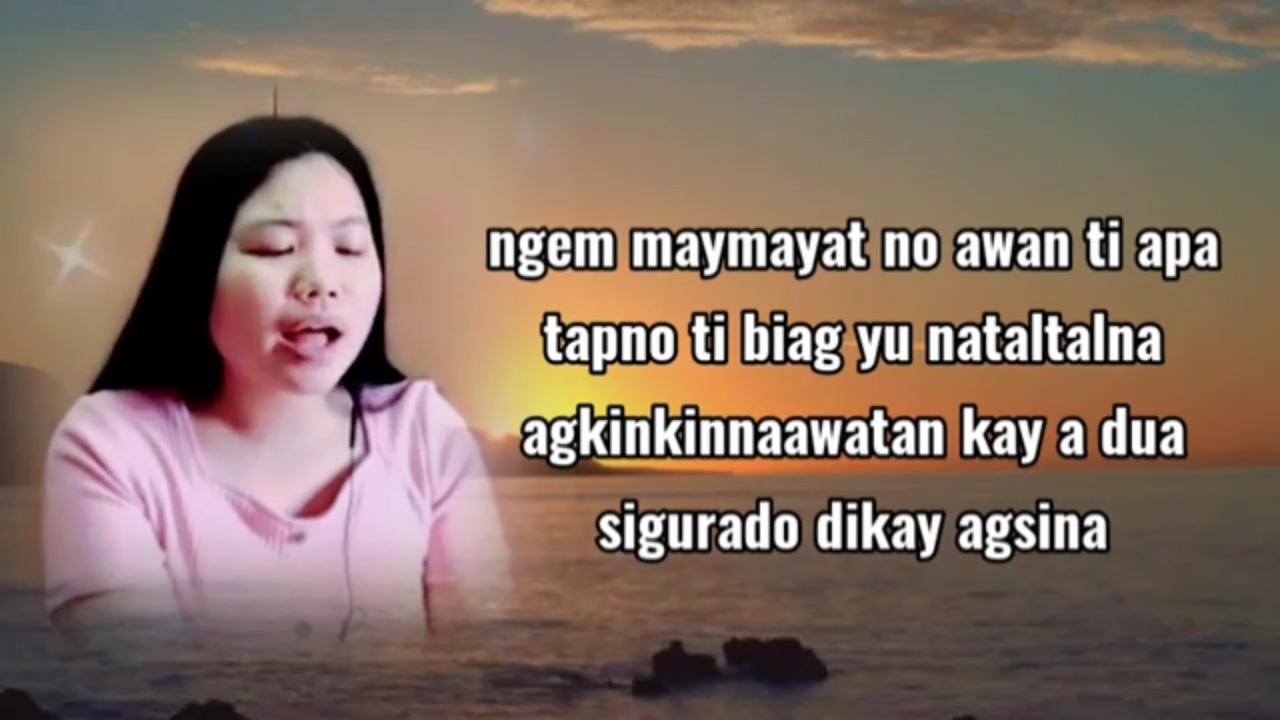 ngem maymayat no awan ti apa
tapno ti biag yu nataltalna
agkinkinnaawatan kay a dua
sigurado dikay agsina